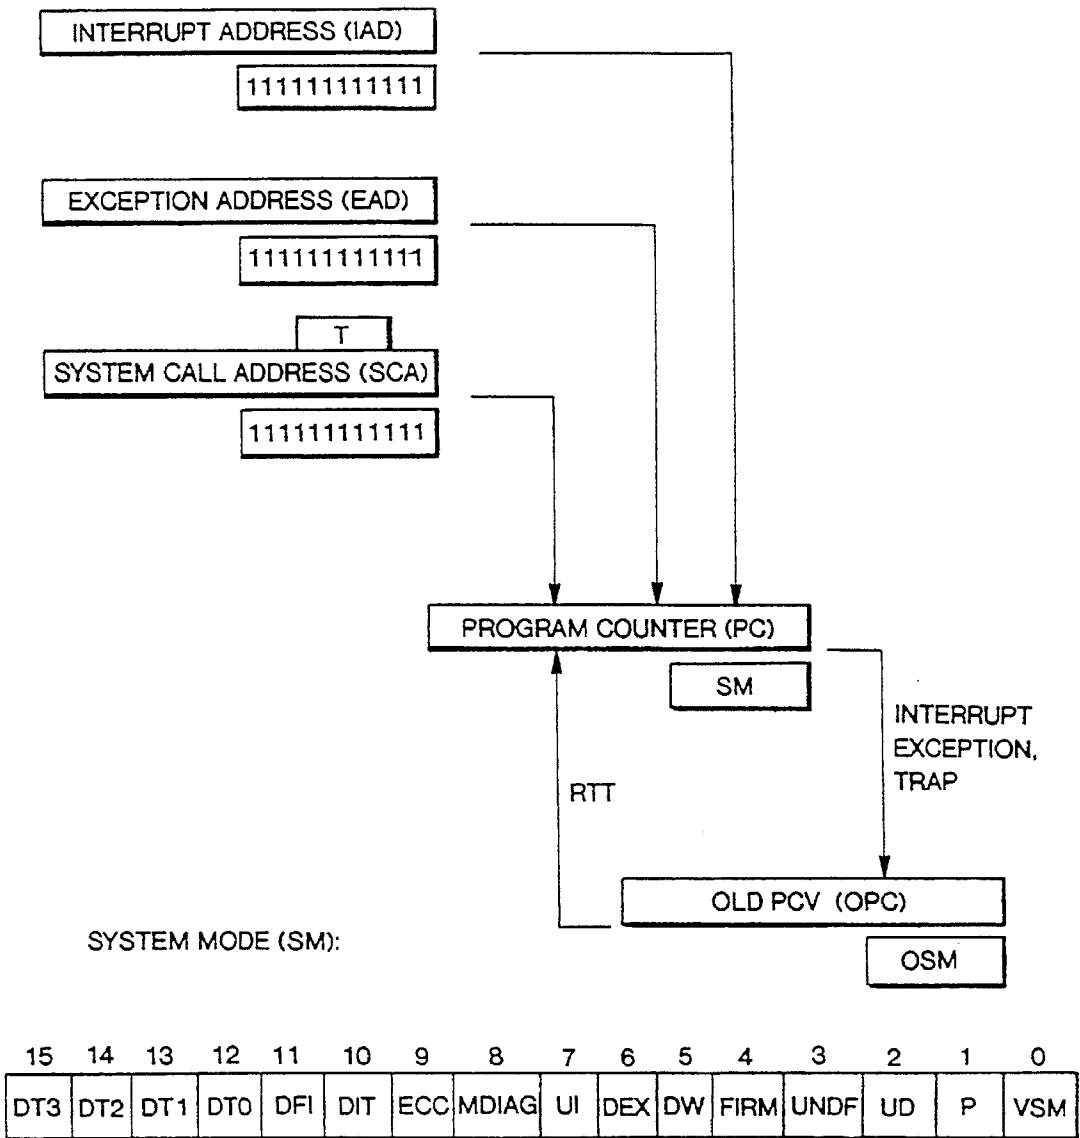 INTERRUPT ADDRESS (IAD)
111111111111
EXCEPTION ADDRESS (EAD)
111111111111
T
SYSTEM CALL ADDRESS (SCA)
111111111111
PROGRAM COUNTER (PC)
SM
INTERRUPT
EXCEPTION,
TRAP
RTT
OLD PCV (OPC)
OSM
SYSTEM MODE (SM):
15 14 13 12 11 10 9 8 7 6 5 4 3 2 1 0
DT3 DT2 DT1 DT0 DFI DIT ECC MDIAG UI DEX DW FIRM UNDF UD P VSM